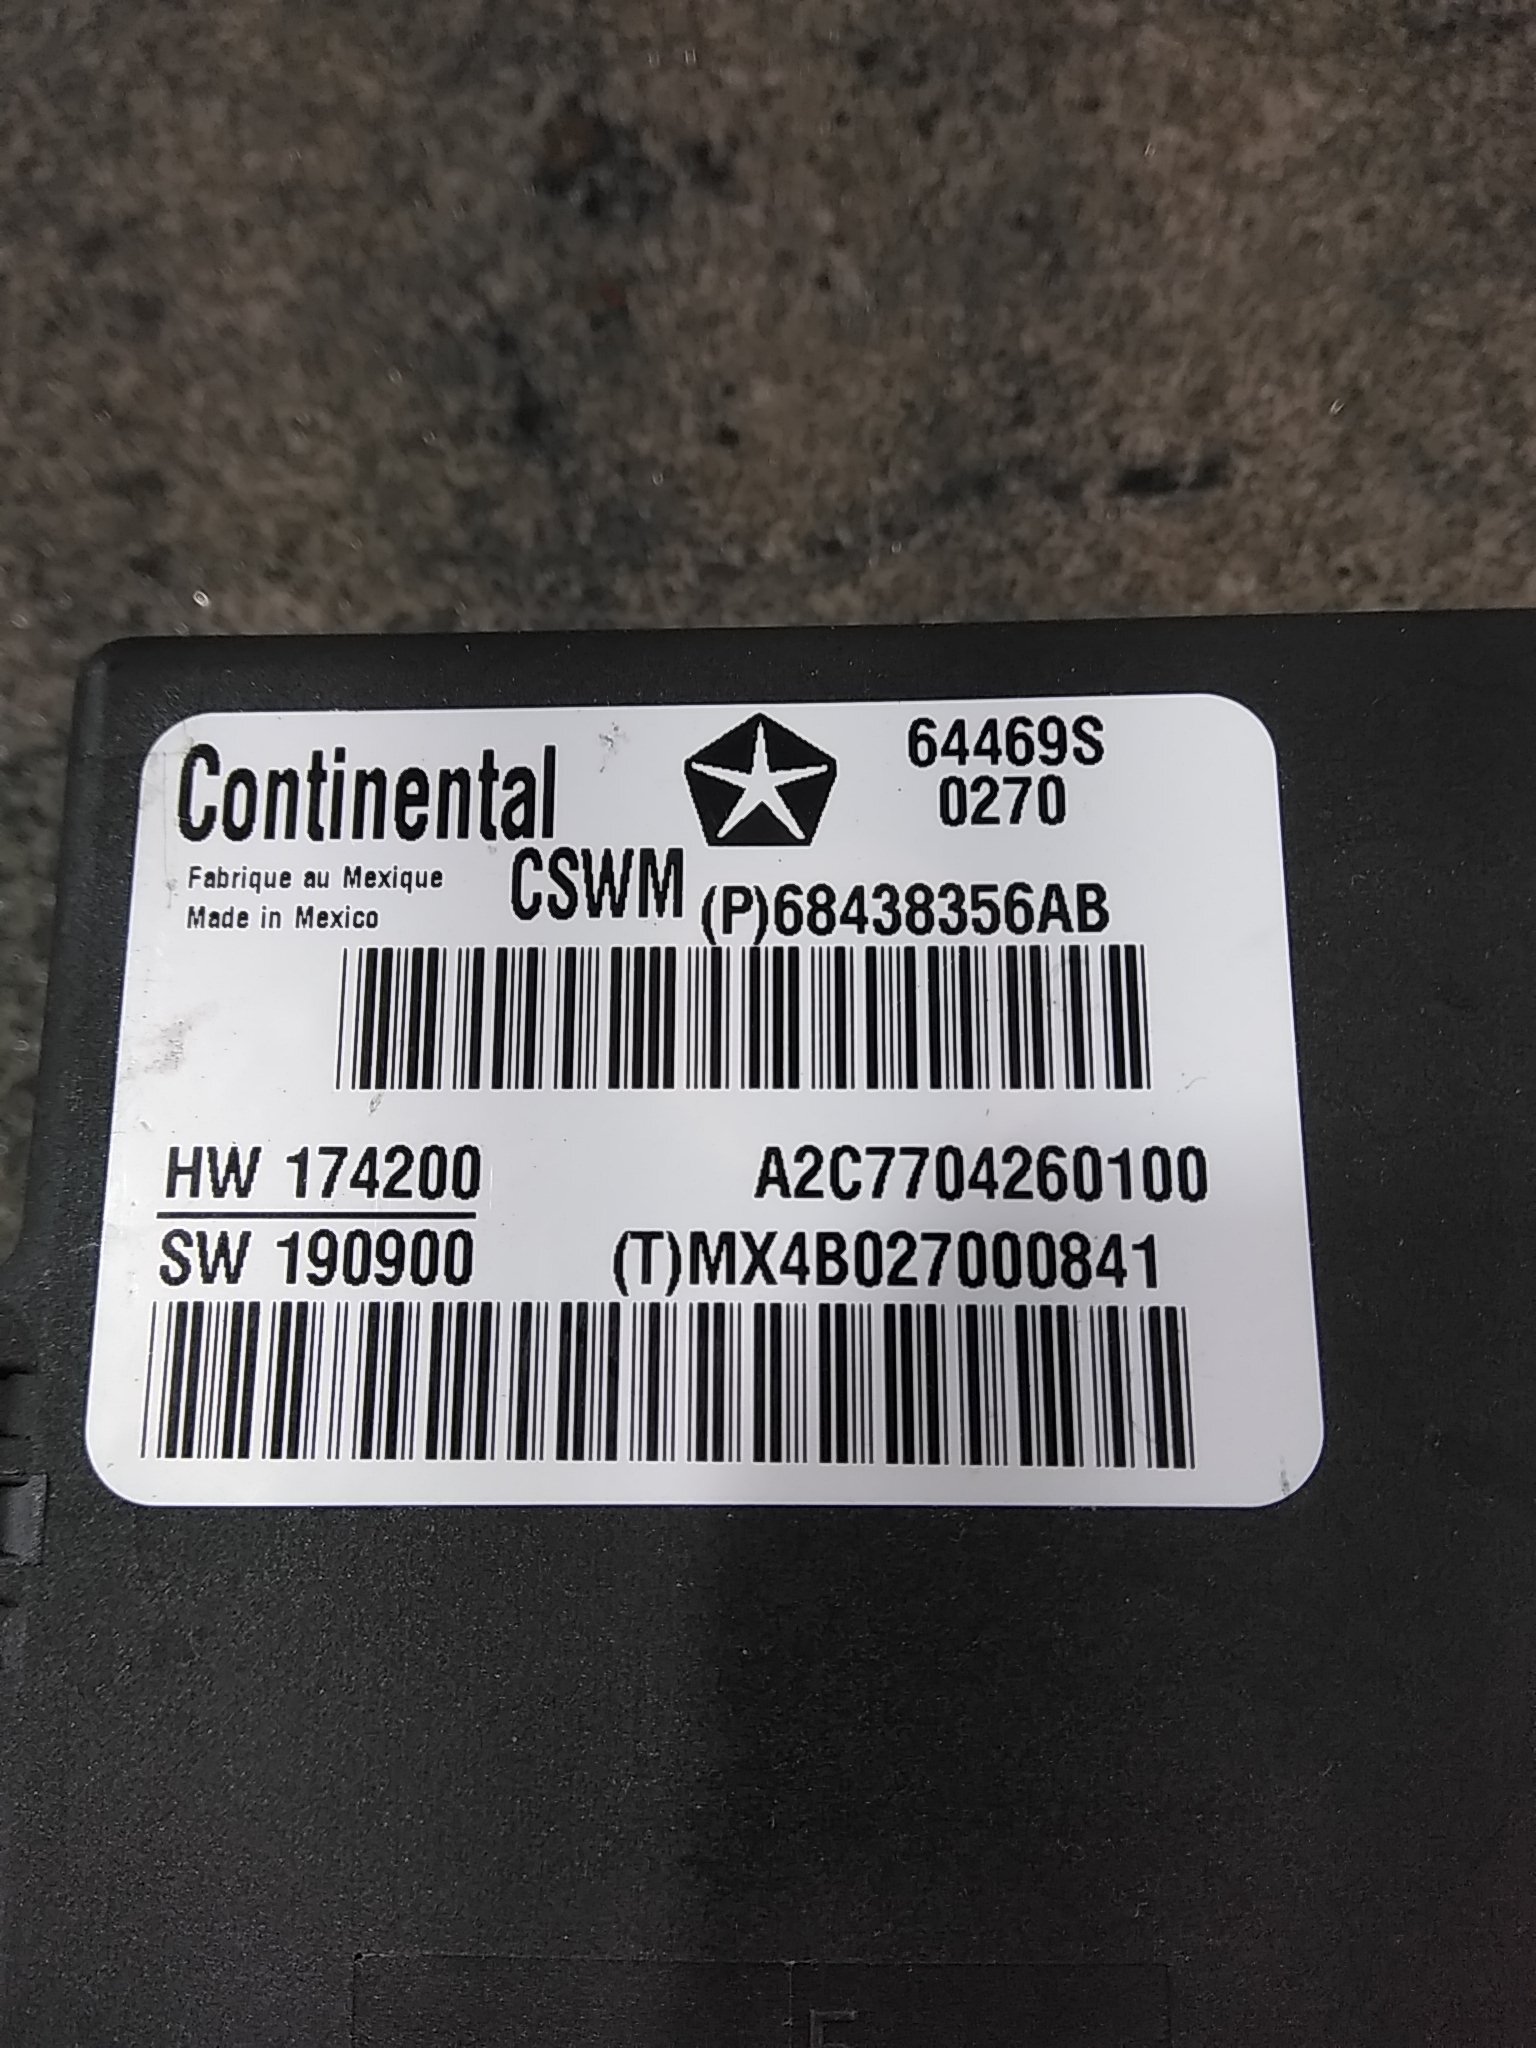 Continental
64469S
0270
Fabrique au Mexique
Made in Mexico
CSWM
(P)68438356AB
HW 174200
A2C7704260100
SW 190900
(T)MX4B027000841